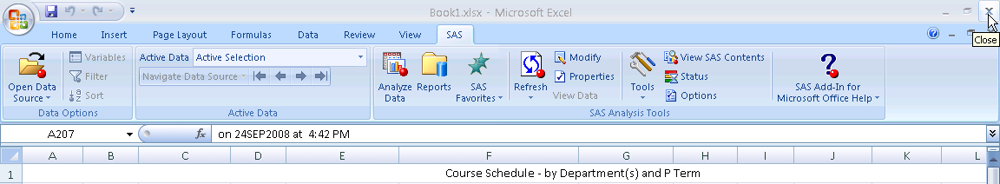 Book1.xlsx - Microsoft Excel
Home Insert Page Layout Formulas Data Review View SAS
Close
Open Data Source
Variables
Filter
Sort
Data Options
Active Data Active Selection
Navigate Data Source
Active Data
Analyze Data
Reports
SAS Favorites
Refresh
Modify
Properties
View Data
Tools
View SAS Contents
Status
Options
SAS Analysis Tools
SAS Add-In for Microsoft Office Help
A207 fx on 24SEP2008 at 4:42 PM
A B C D E F G H I J K L
1 Course Schedule - by Department(s) and P Term